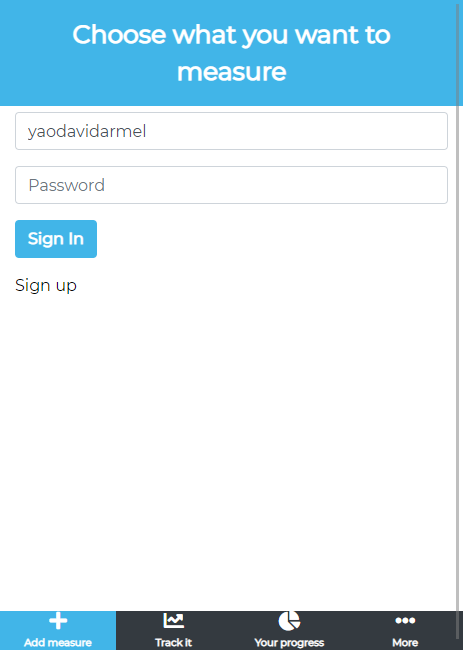 Choose what you want to
measure
yaodavidarmel
Password
Sign In
Sign up
Add measure
Track it
Your progress
More